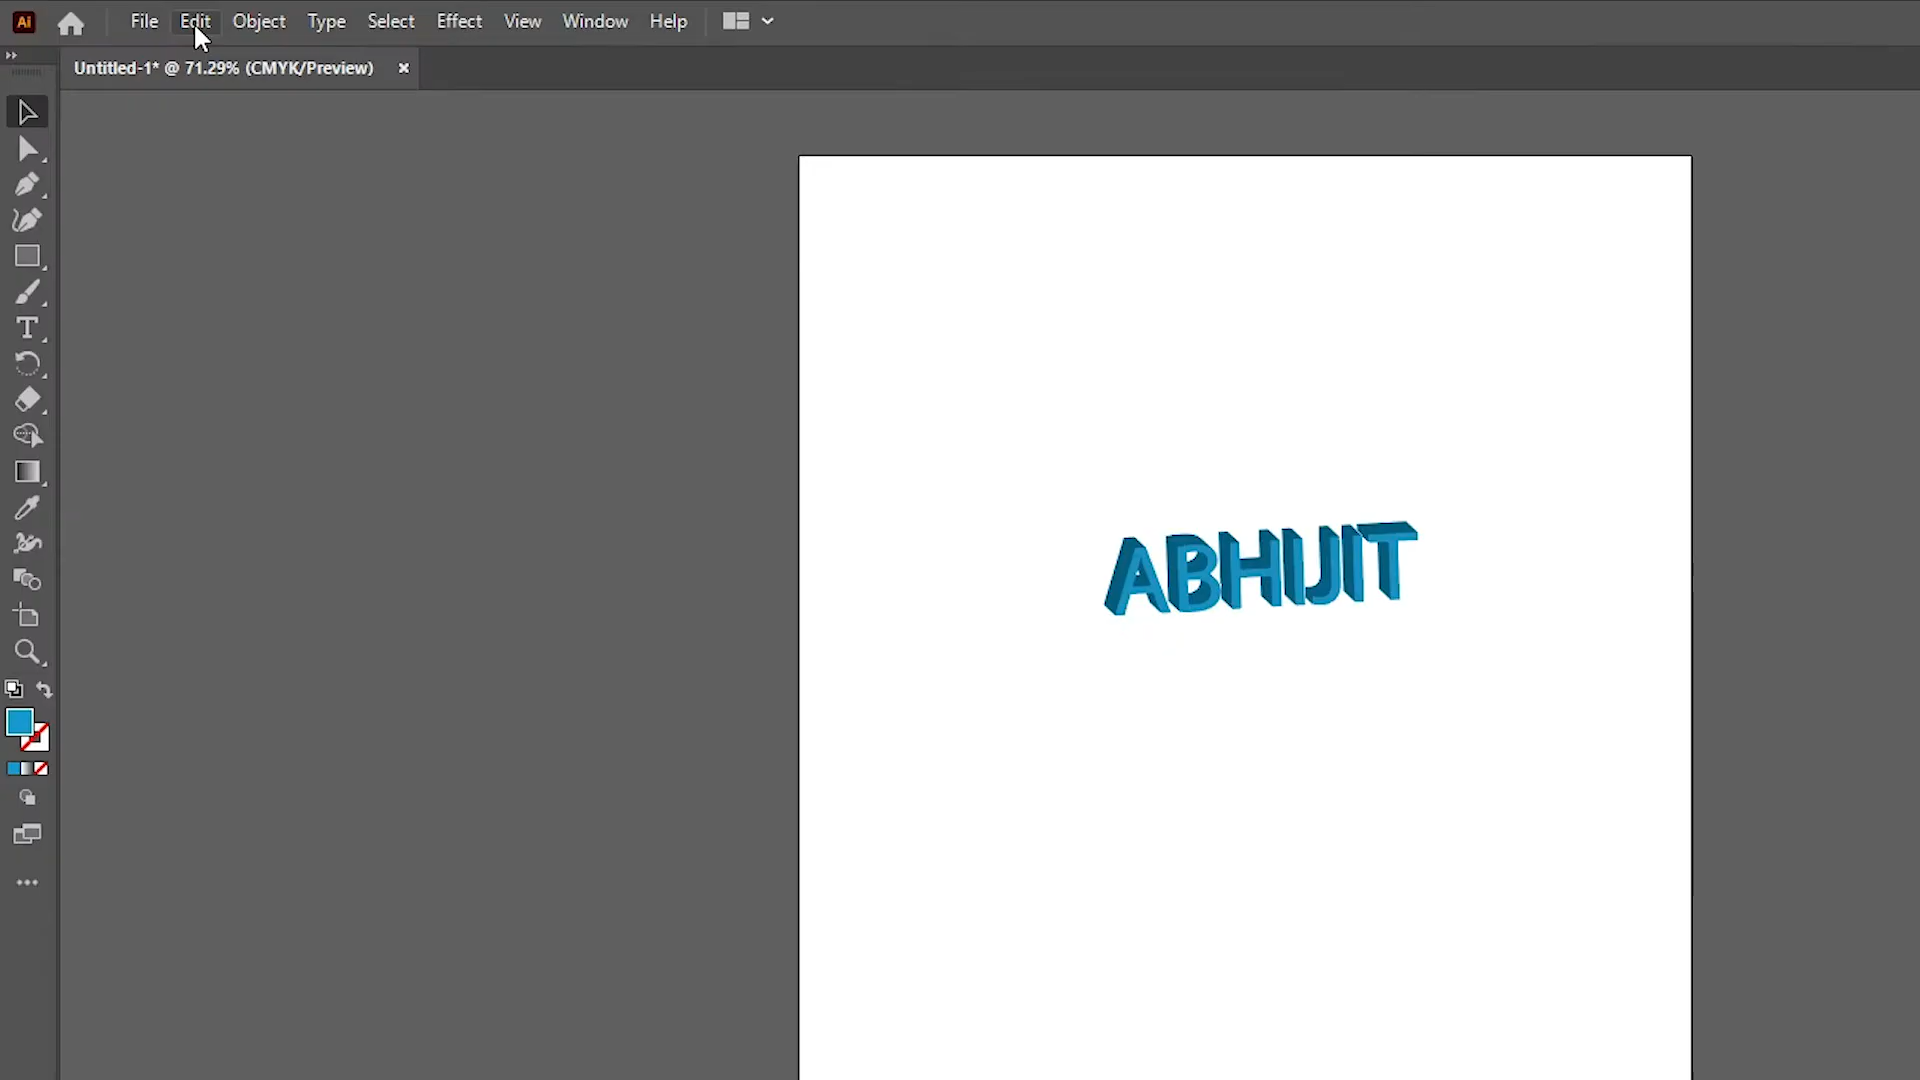 Ai File Edit Object Type Select Effect View Window Help
Untitled-1* @ 71.29% (CMYK/Preview)
ABHIJIT